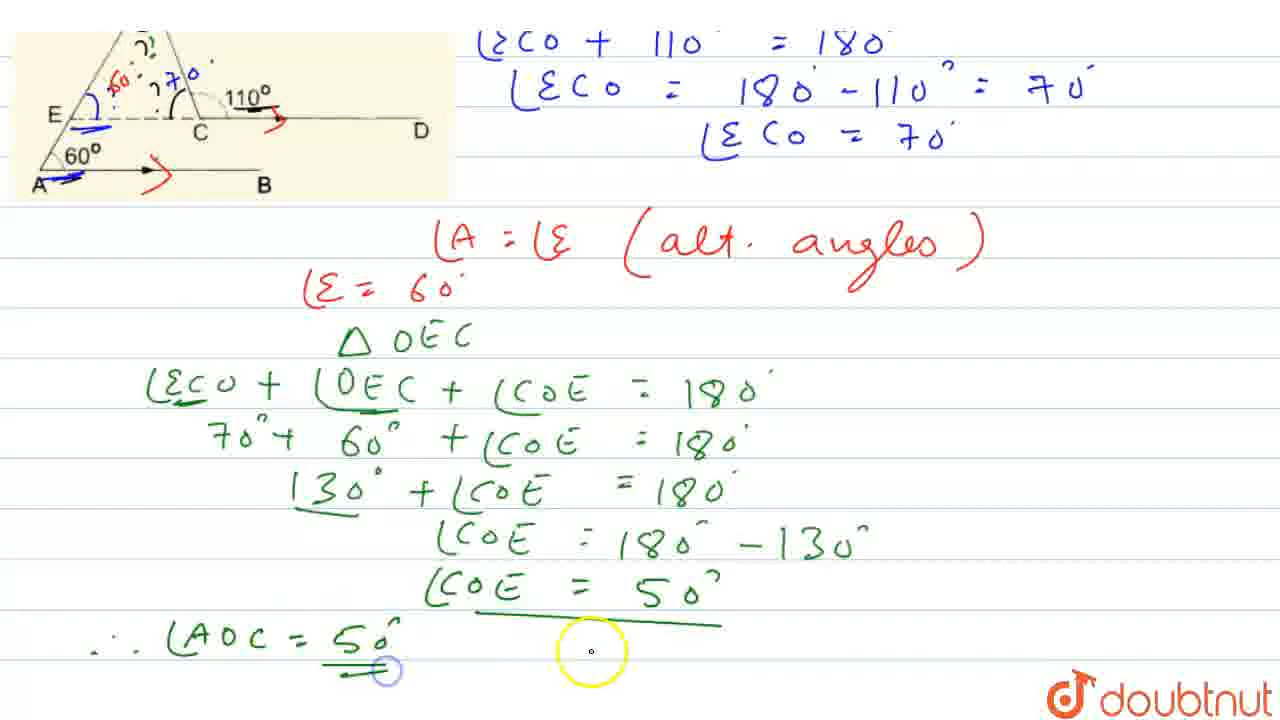 ∠ECO + 110° = 180°
∠ECO = 180° - 110° = 70°
∠ECO = 70°
?
60° ? 70°
110°
E C D
60°
A B
∠A = ∠E (alt. angles)
∠E = 60°
Δ OEC
∠ECO + ∠OEC + ∠COE = 180°
70° + 60° + ∠COE = 180°
130° + ∠COE = 180°
∠COE = 180° - 130°
∠COE = 50°
∴ ∠AOC = 50°
doubtnut